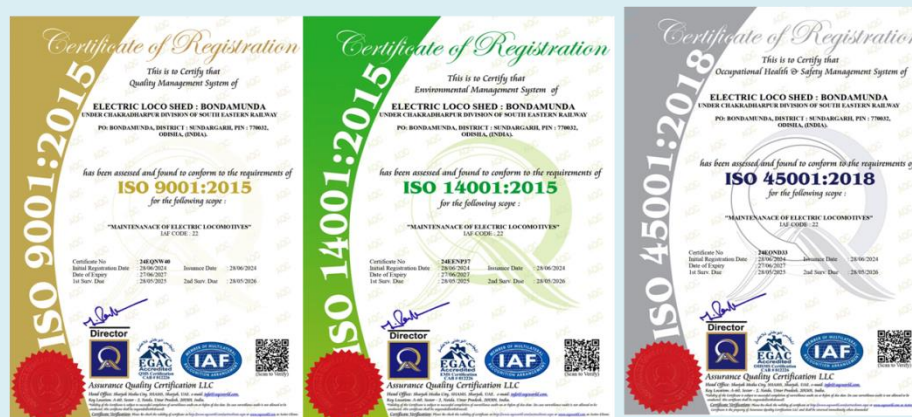 Certificate of Registration
This is to Certify that
Quality Management System of
ELECTRIC LOCO SHED : BONDAMUNDA
UNDER CHAKRADHARPUR DIVISION OF SOUTH EASTERN RAILWAY
PO: BONDAMUNDA, DISTRICT : SUNDARGARH, PIN : 770032,
ODISHA, (INDIA).
has been assessed and found to conform to the requirements of
ISO 9001:2015
for the following scope :
"MAINTENANACE OF ELECTRIC LOCOMOTIVES"
IAF CODE : 22
Certificate No 24EQNW40
Initial Registration Date : 28/06/2024 Issuance Date : 28/06/2024
Date of Expiry : 27/06/2027
1st Surv. Due : 28/05/2025 2nd Surv. Due : 28/05/2026
Director
EGAC
Accredited
IAF
(Scan to Verify)
Assurance Quality Certification LLC
ISO 9001:2015
Certificate of Registration
This is to Certify that
Environmental Management System of
ELECTRIC LOCO SHED : BONDAMUNDA
UNDER CHAKRADHARPUR DIVISION OF SOUTH EASTERN RAILWAY
PO: BONDAMUNDA, DISTRICT : SUNDARGARH, PIN : 770032,
ODISHA, (INDIA).
has been assessed and found to conform to the requirements of
ISO 14001:2015
for the following scope :
"MAINTENANACE OF ELECTRIC LOCOMOTIVES"
IAF CODE : 22
Certificate No 24EENP37
Initial Registration Date : 28/06/2024 Issuance Date : 28/06/2024
Date of Expiry : 27/06/2027
1st Surv. Due : 28/05/2025 2nd Surv. Due : 28/05/2026
Director
EGAC
Accredited
IAF
(Scan to Verify)
Assurance Quality Certification LLC
ISO 14001:2015
Certificate of Registration
This is to Certify that
Occupational Health & Safety Management System of
ELECTRIC LOCO SHED : BONDAMUNDA
UNDER CHAKRADHARPUR DIVISION OF SOUTH EASTERN RAILWAY
PO: BONDAMUNDA, DISTRICT : SUNDARGARH, PIN : 770032,
ODISHA, (INDIA).
has been assessed and found to conform to the requirements of
ISO 45001:2018
for the following scope :
"MAINTENANACE OF ELECTRIC LOCOMOTIVES"
IAF CODE : 22
Certificate No 24EOND33
Initial Registration Date : 28/06/2024 Issuance Date : 28/06/2024
Date of Expiry : 27/06/2027
1st Surv. Due : 28/05/2025 2nd Surv. Due : 28/05/2026
Director
EGAC
Accredited
IAF
(Scan to Verify)
Assurance Quality Certification LLC
ISO 45001:2018